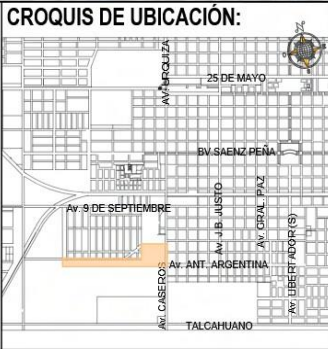 CROQUIS DE UBICACIÓN:
AV. URQUIZA
25 DE MAYO
BV. SAENZ PEÑA
Av. 9 DE SEPTIEMBRE
Av. J.B. JUSTO
Av. GRAL. PAZ
Av. UBERTADOR (S)
Av. ANT. ARGENTINA
Av. CASEROS
TALCAHUANO